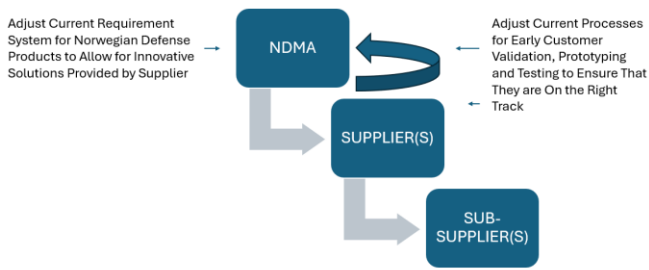 Adjust Current Requirement
System for Norwegian Defense
Products to Allow for Innovative
Solutions Provided by Supplier
NDMA
Adjust Current Processes
for Early Customer
Validation, Prototyping
and Testing to Ensure That
They are On the Right
Track
SUPPLIER(S)
SUB-
SUPPLIER(S)